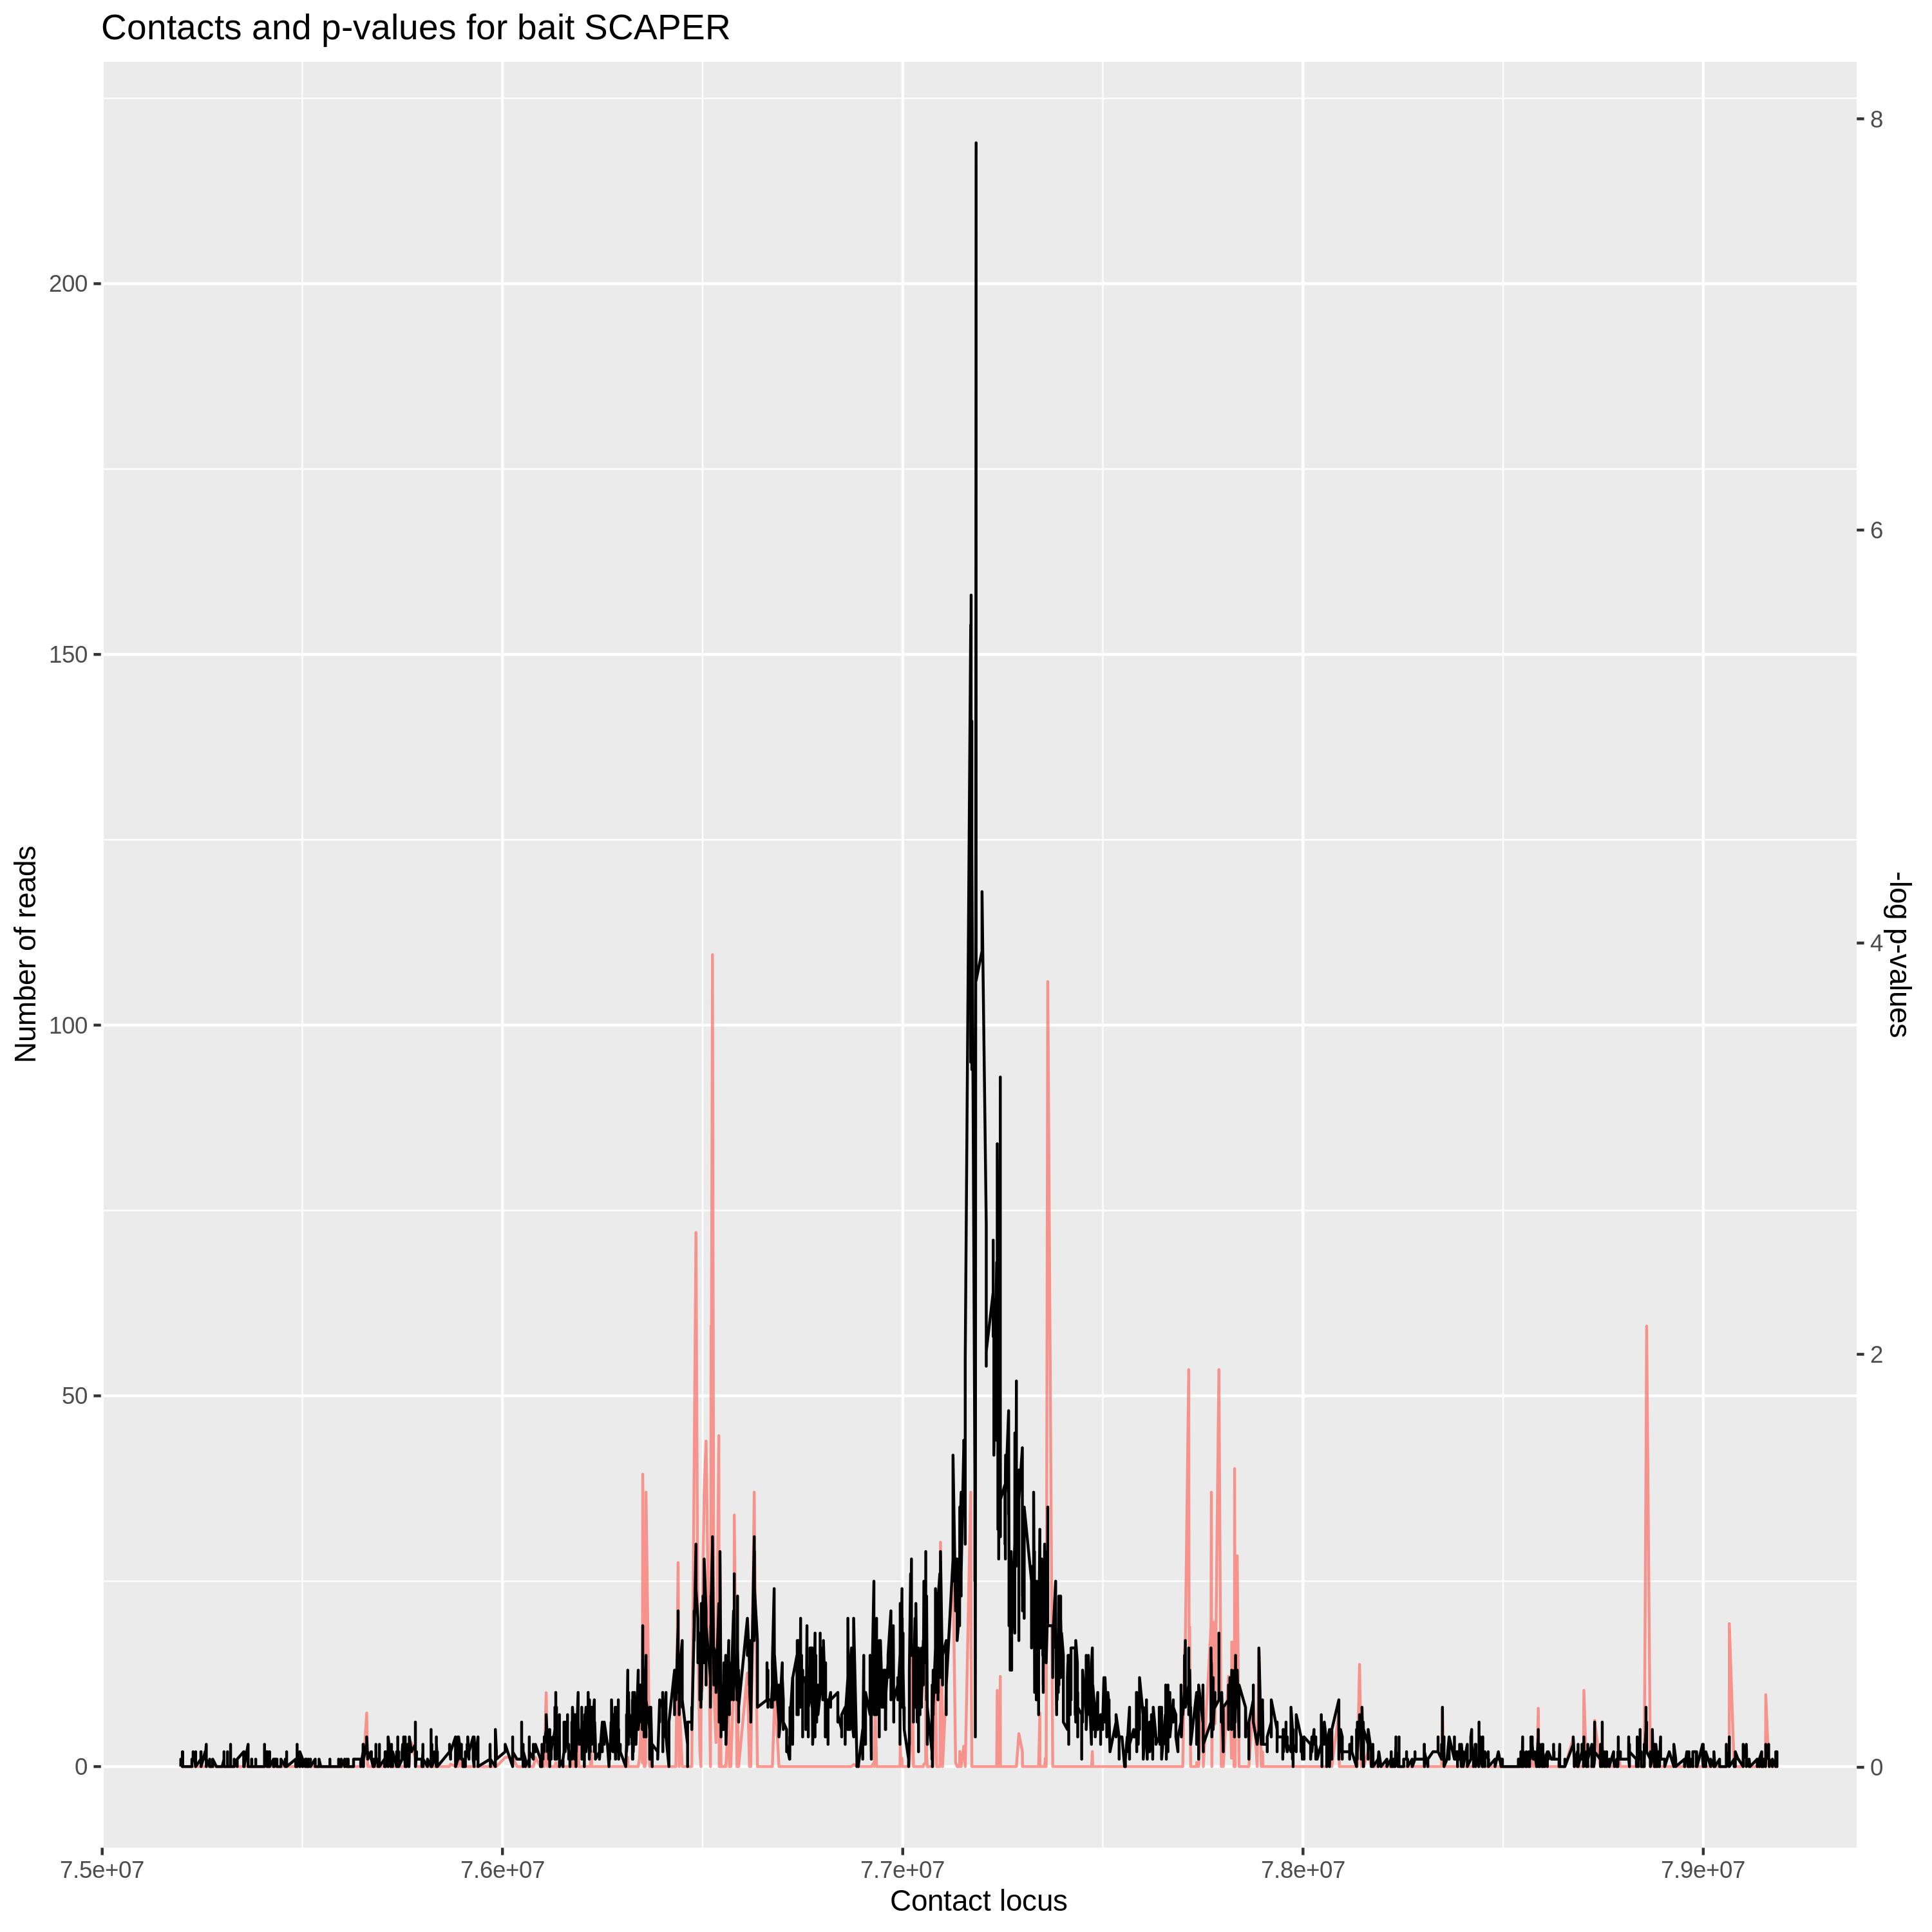 Contacts and p-values for bait SCAPER
8
200
6
150
4
100
2
50
0
0
Number of reads
-log p-values
7.5e+07
7.6e+07
7.7e+07
7.8e+07
7.9e+07
Contact locus